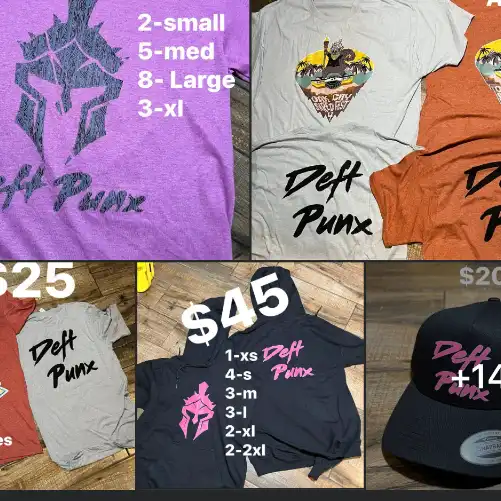 2-small
5-med
8- Large
3-xl
Deft Punx
Deft
Punx
$25
Deft
Punx
es
$45
1-xs
4-s
3-m
3-l
2-xl
2-2xl
Deft
Punx
$20
Deft
Punx
+14